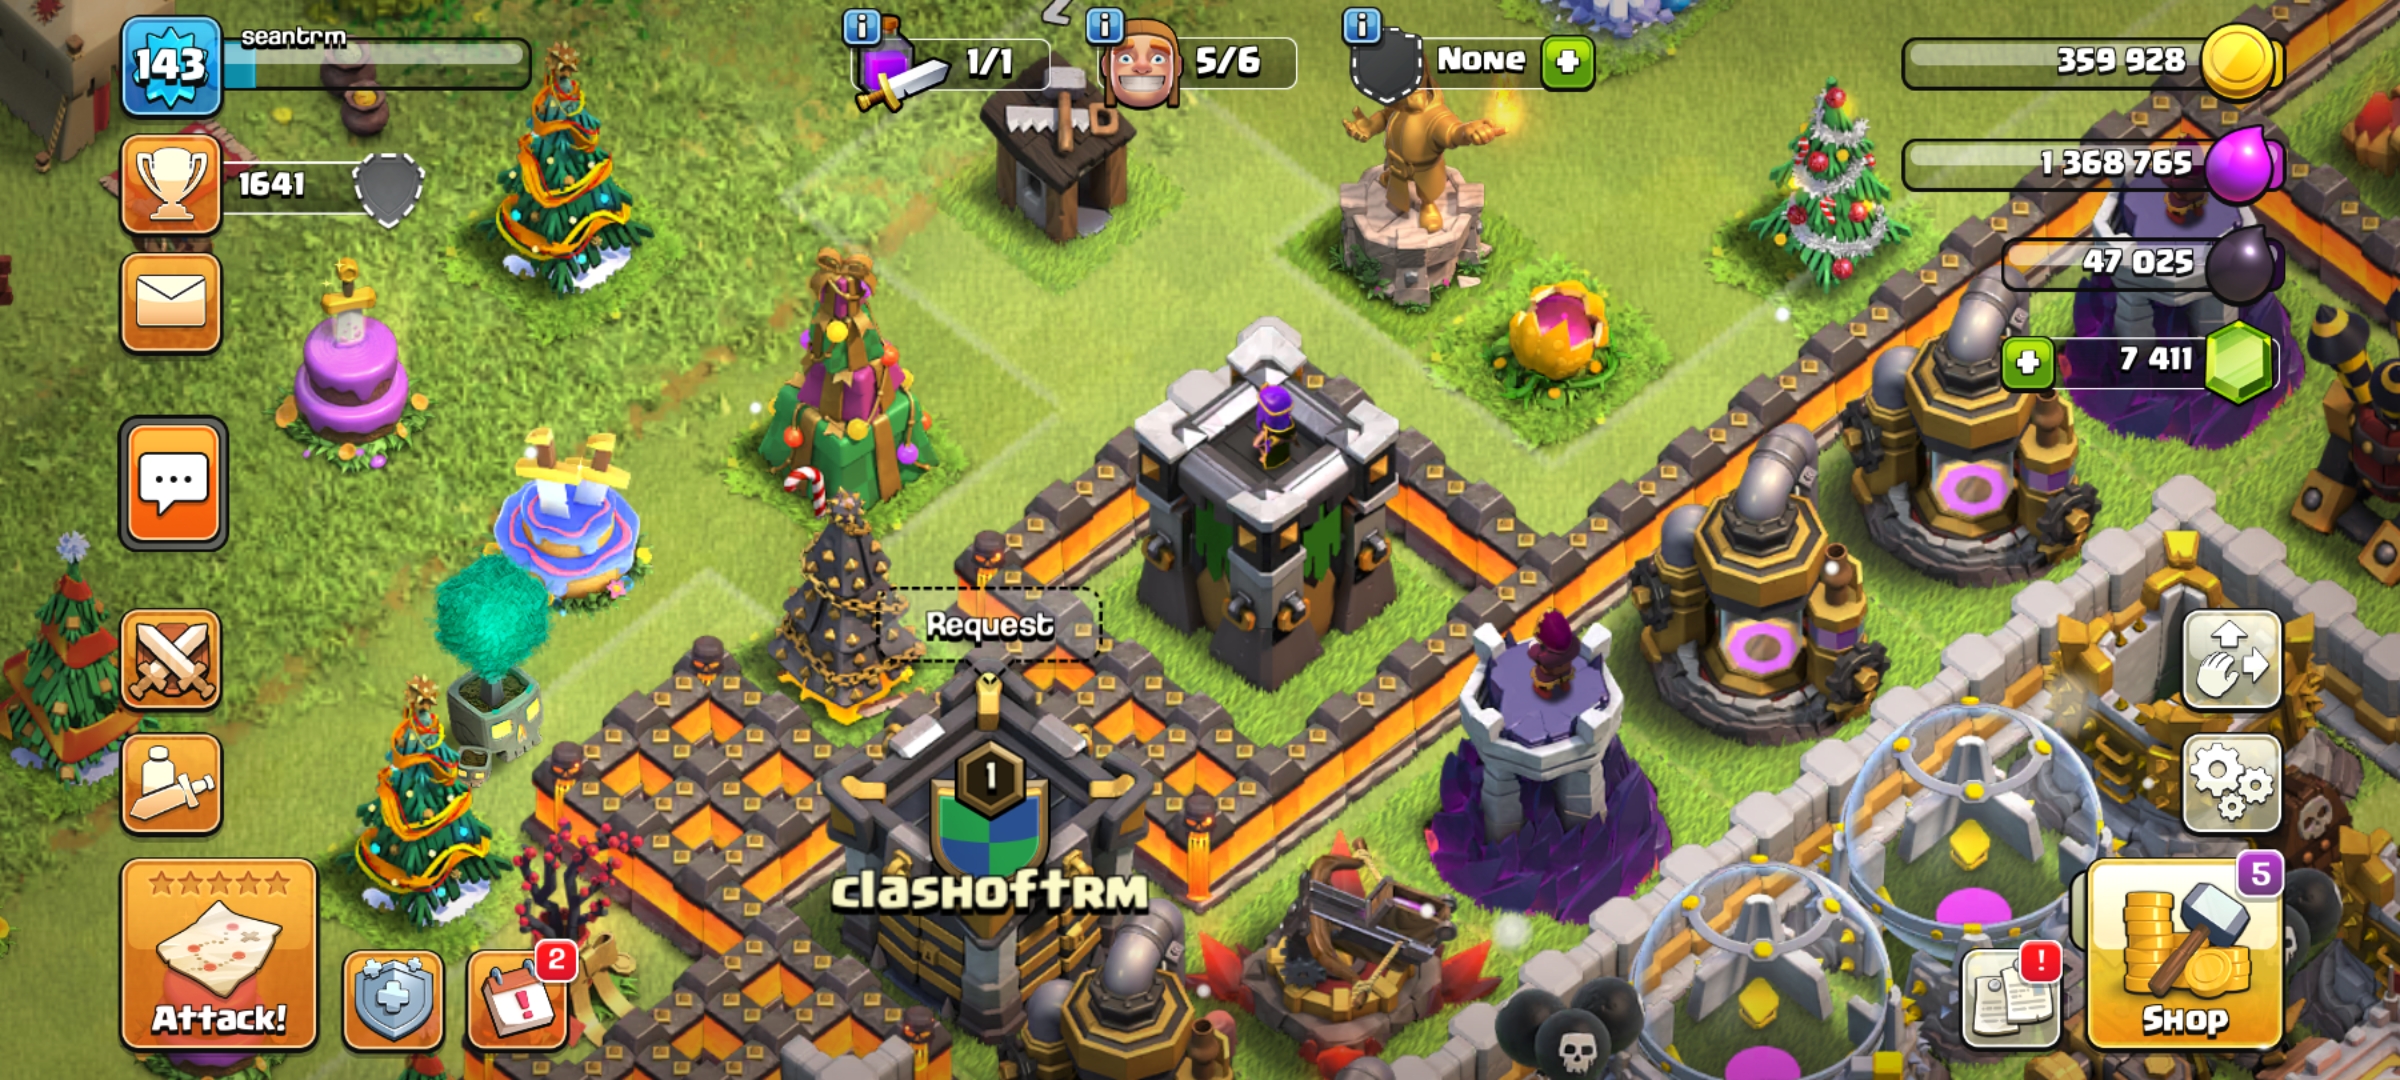 143
seantrm
1/1
5/6
None
359 928
1641
1 368 765
47 025
7 411
Request
1
clasHoftRM
Attack!
2
!
5
Shop